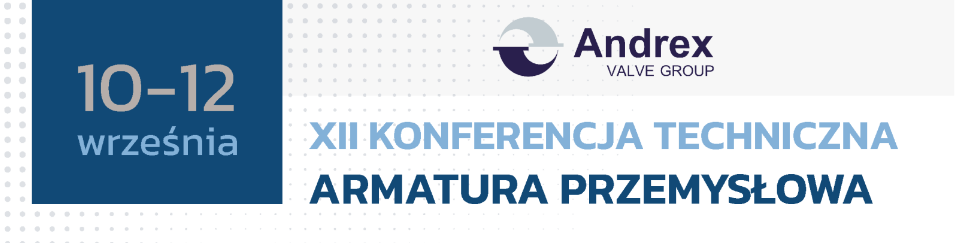 10–12
września
Andrex
VALVE GROUP
XII KONFERENCJA TECHNICZNA
ARMATURA PRZEMYSŁOWA